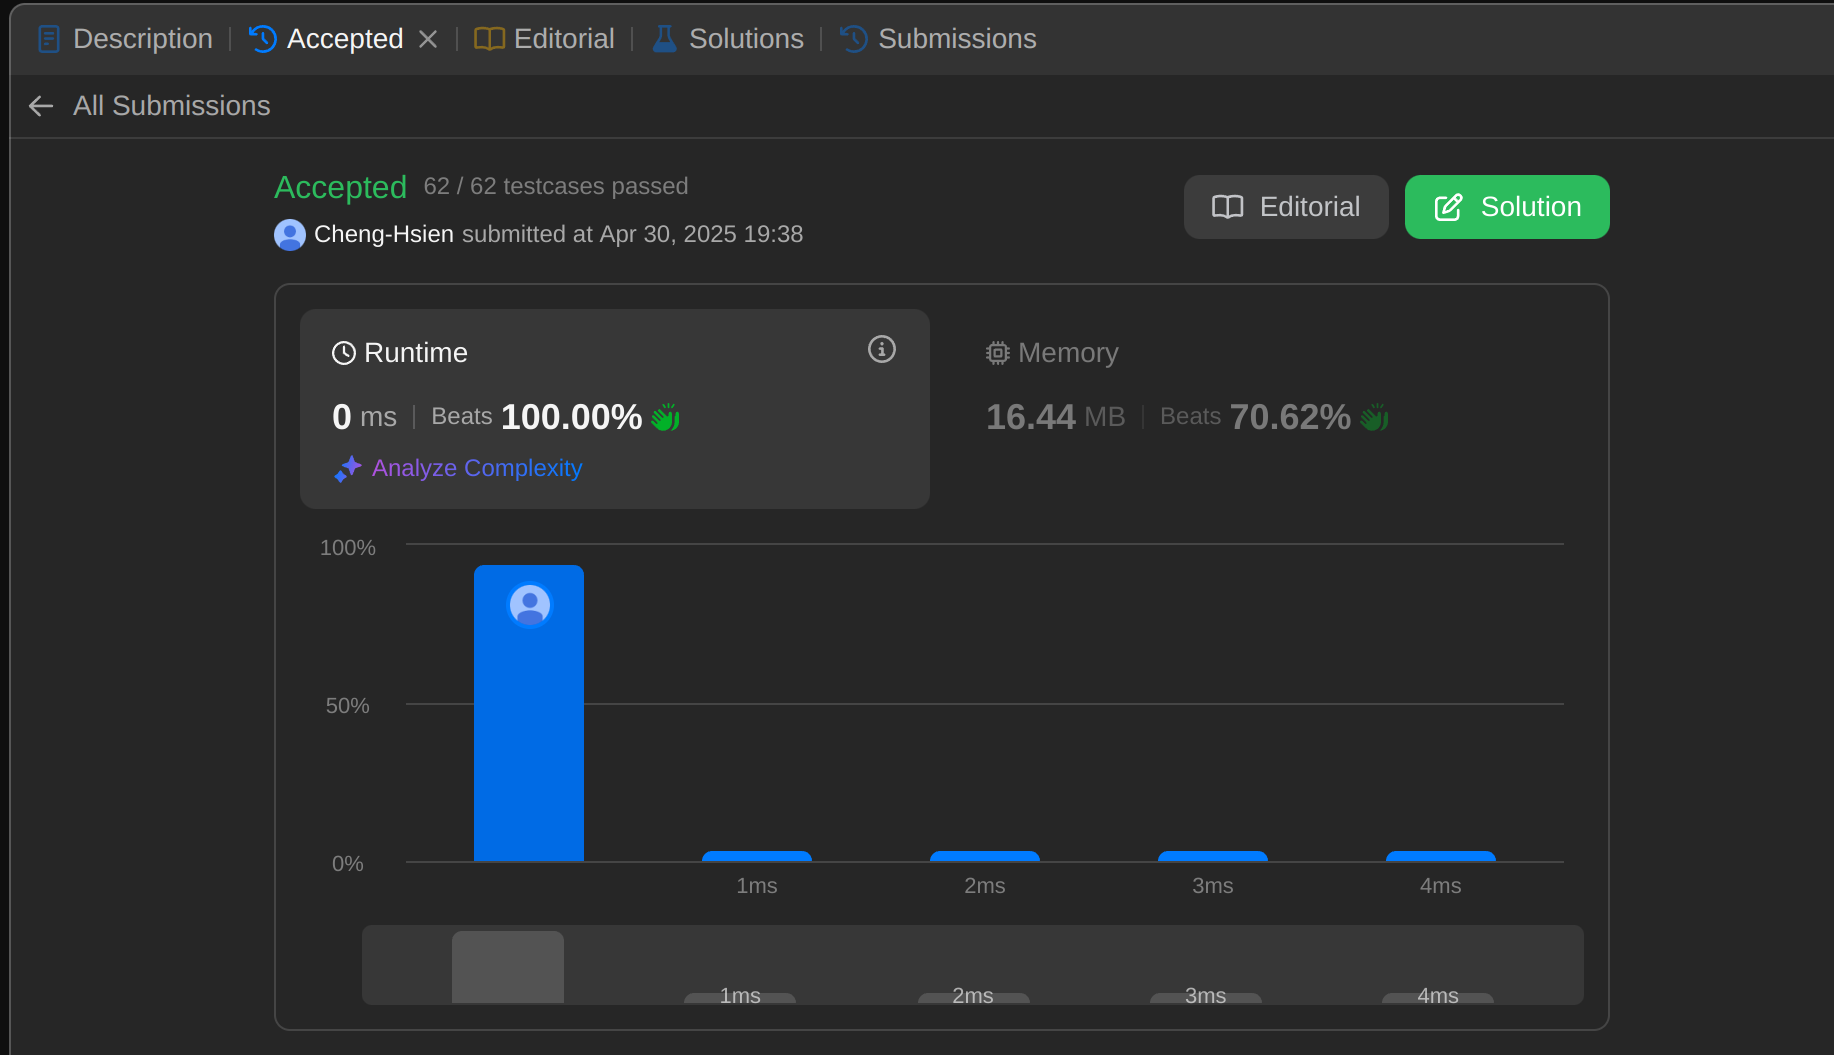 Description | Accepted | Editorial | Solutions | Submissions
All Submissions
Accepted 62 / 62 testcases passed
Cheng-Hsien submitted at Apr 30, 2025 19:38
Editorial
Solution
Runtime
0 ms | Beats 100.00%
Analyze Complexity
Memory
16.44 MB | Beats 70.62%
100%
50%
0%
1ms 2ms 3ms 4ms
1ms 2ms 3ms 4ms